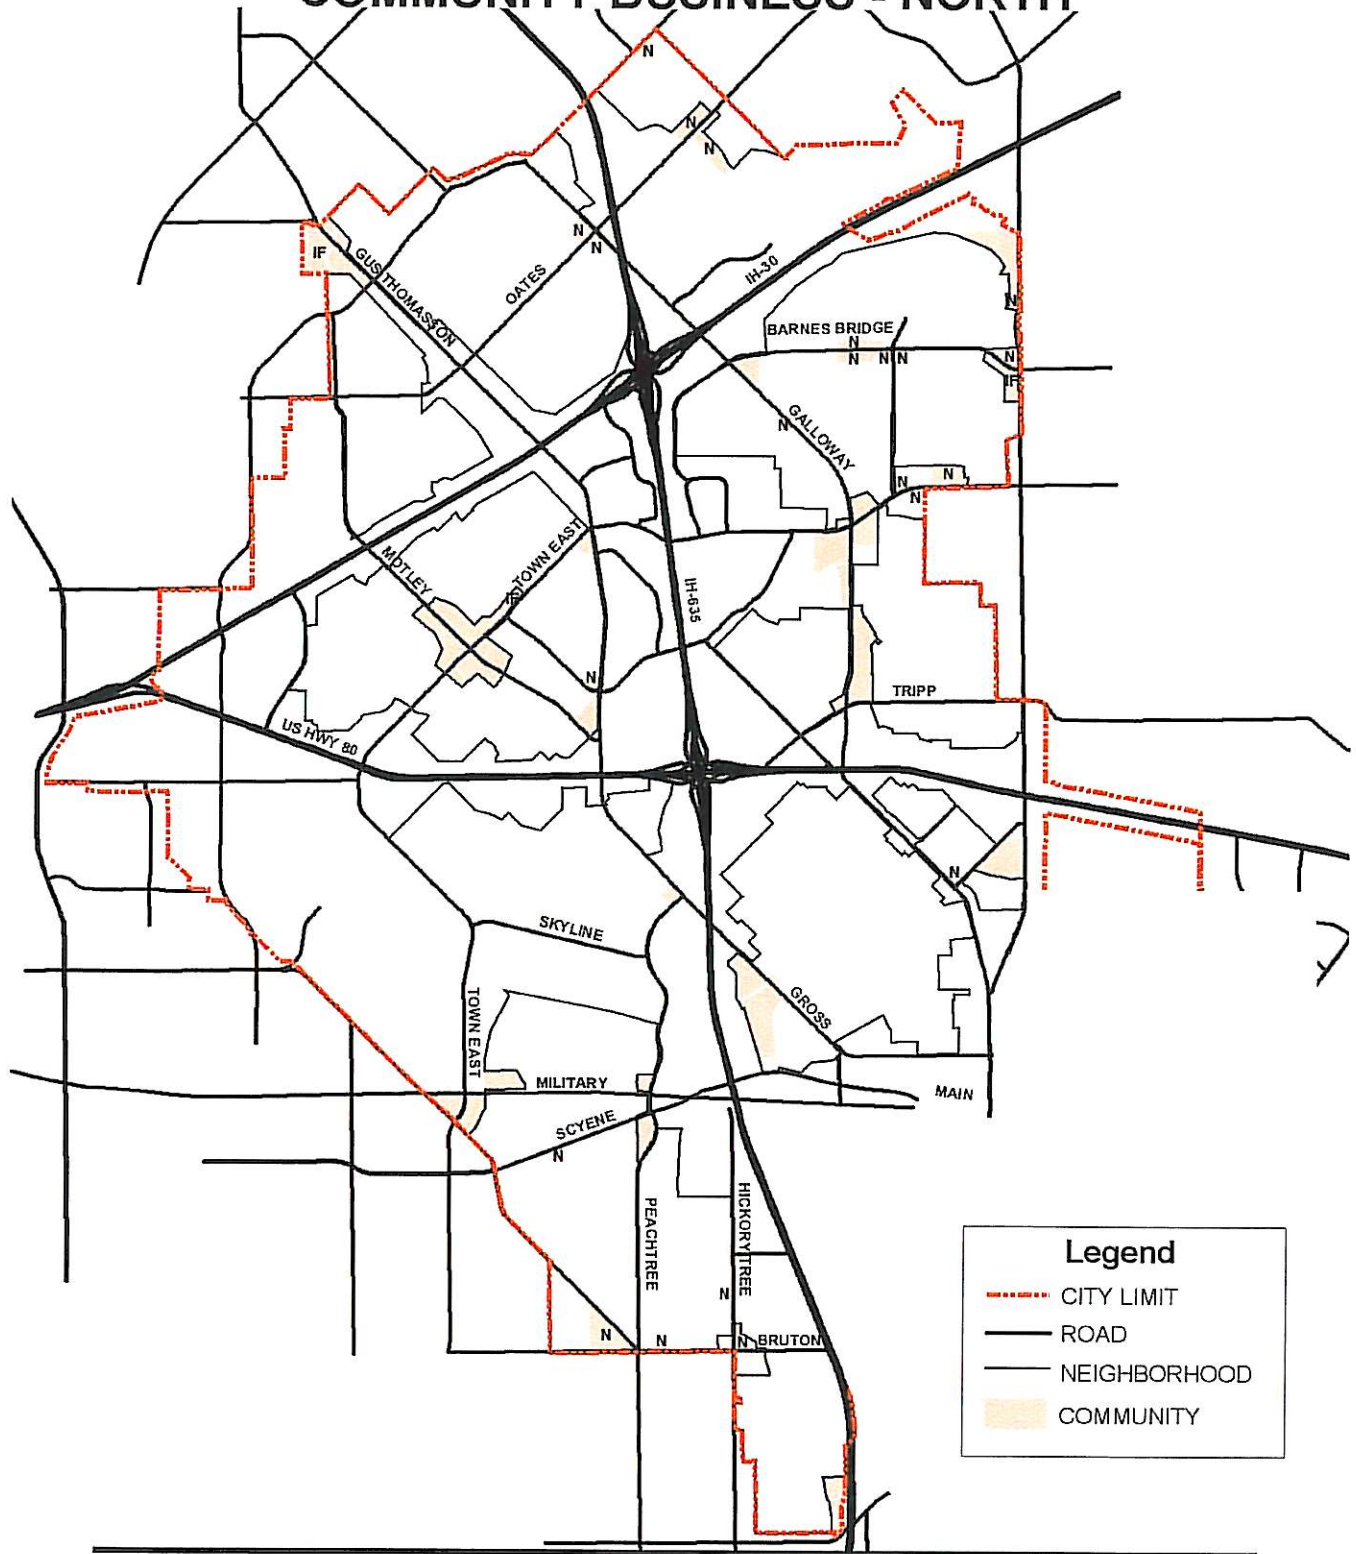 COMMUNITY BUSINESS - NORTH
N
N
N
N
N
IF
GUS THOMASSON
OATES
IH-30
N
BARNES BRIDGE
N
N
N
N
N
IF
GALLOWAY
N
N
N
N
MOTLEY
TOWN EAST
IF
IH-635
N
TRIPP
US HWY 80
N
SKYLINE
TOWN EAST
GROSS
MILITARY
MAIN
SCYENE
N
PEACHTREE
HICKORY TREE
N
N
N
N
BRUTON
Legend
CITY LIMIT
ROAD
NEIGHBORHOOD
COMMUNITY